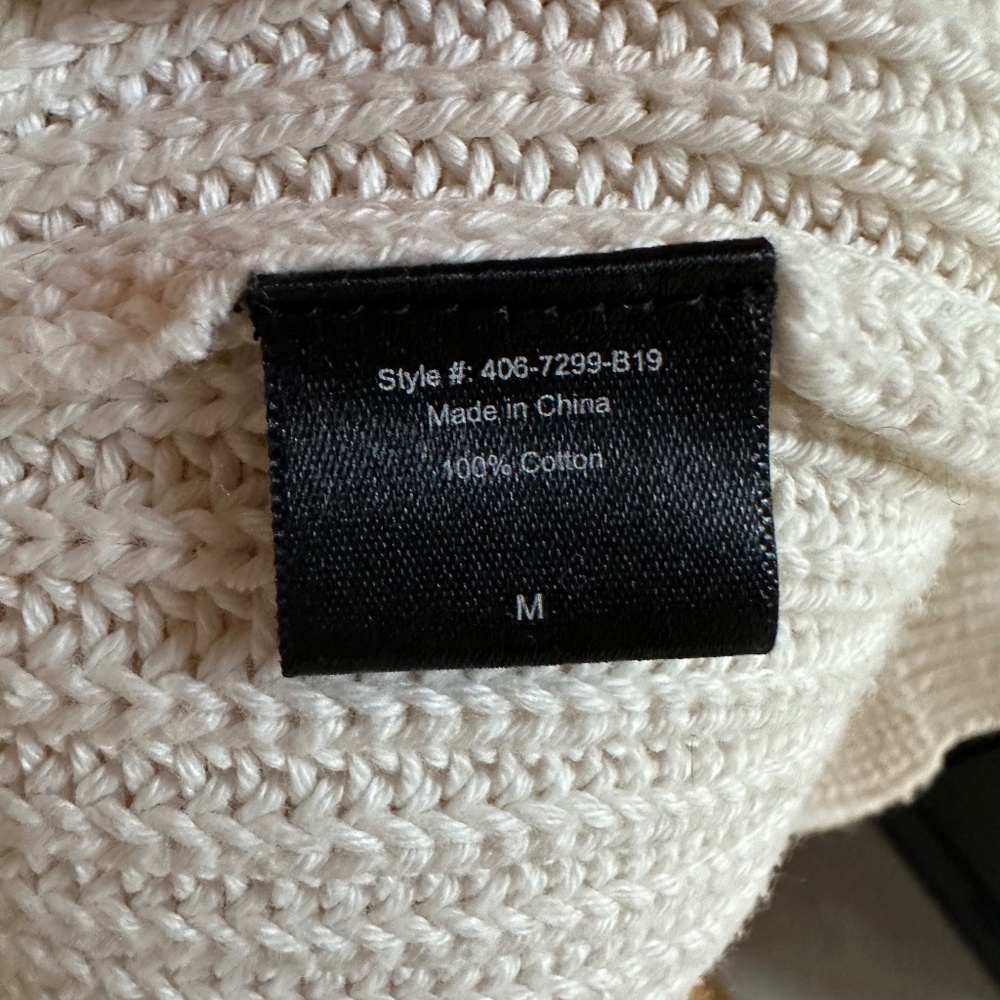 Style #: 406-7299-B19
Made in China
100% Cotton
M